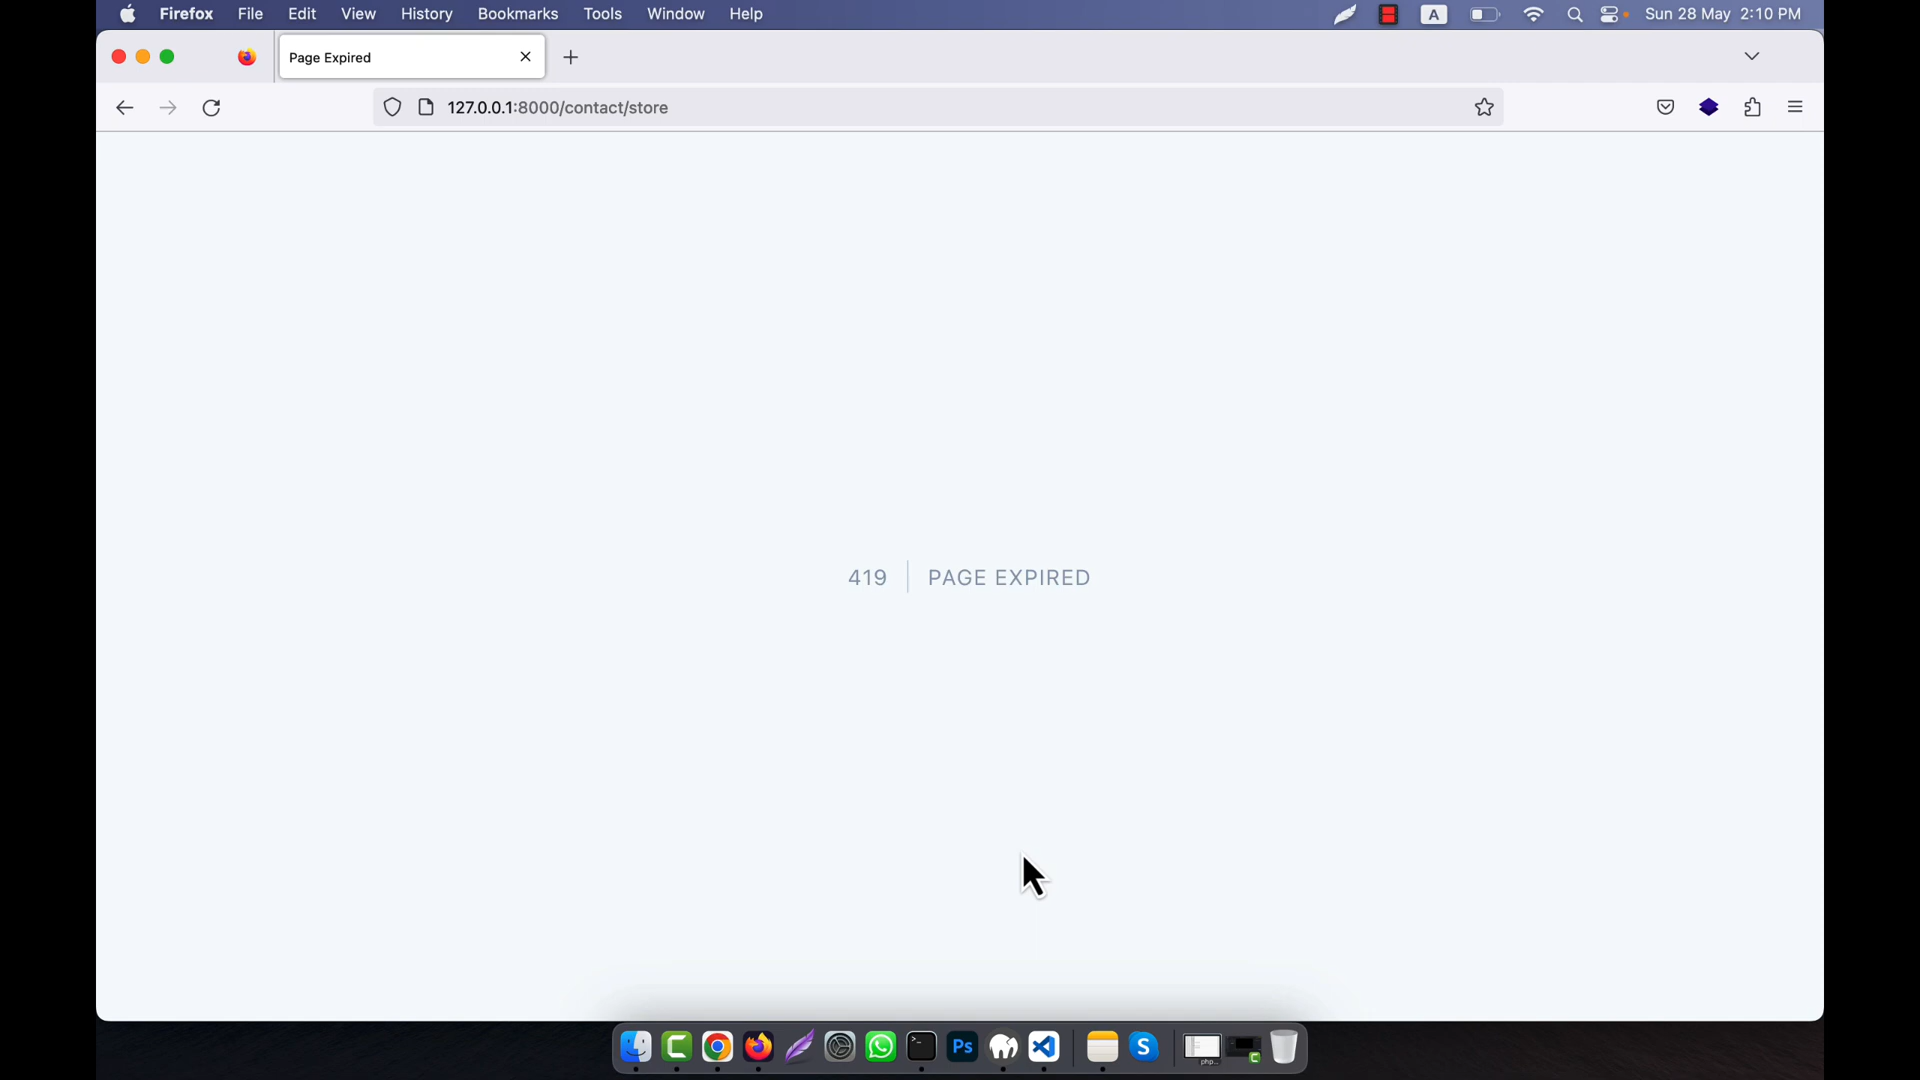 Firefox File Edit View History Bookmarks Tools Window Help A Sun 28 May 2:10 PM
Page Expired
127.0.0.1:8000/contact/store
419 PAGE EXPIRED
Ps
php...